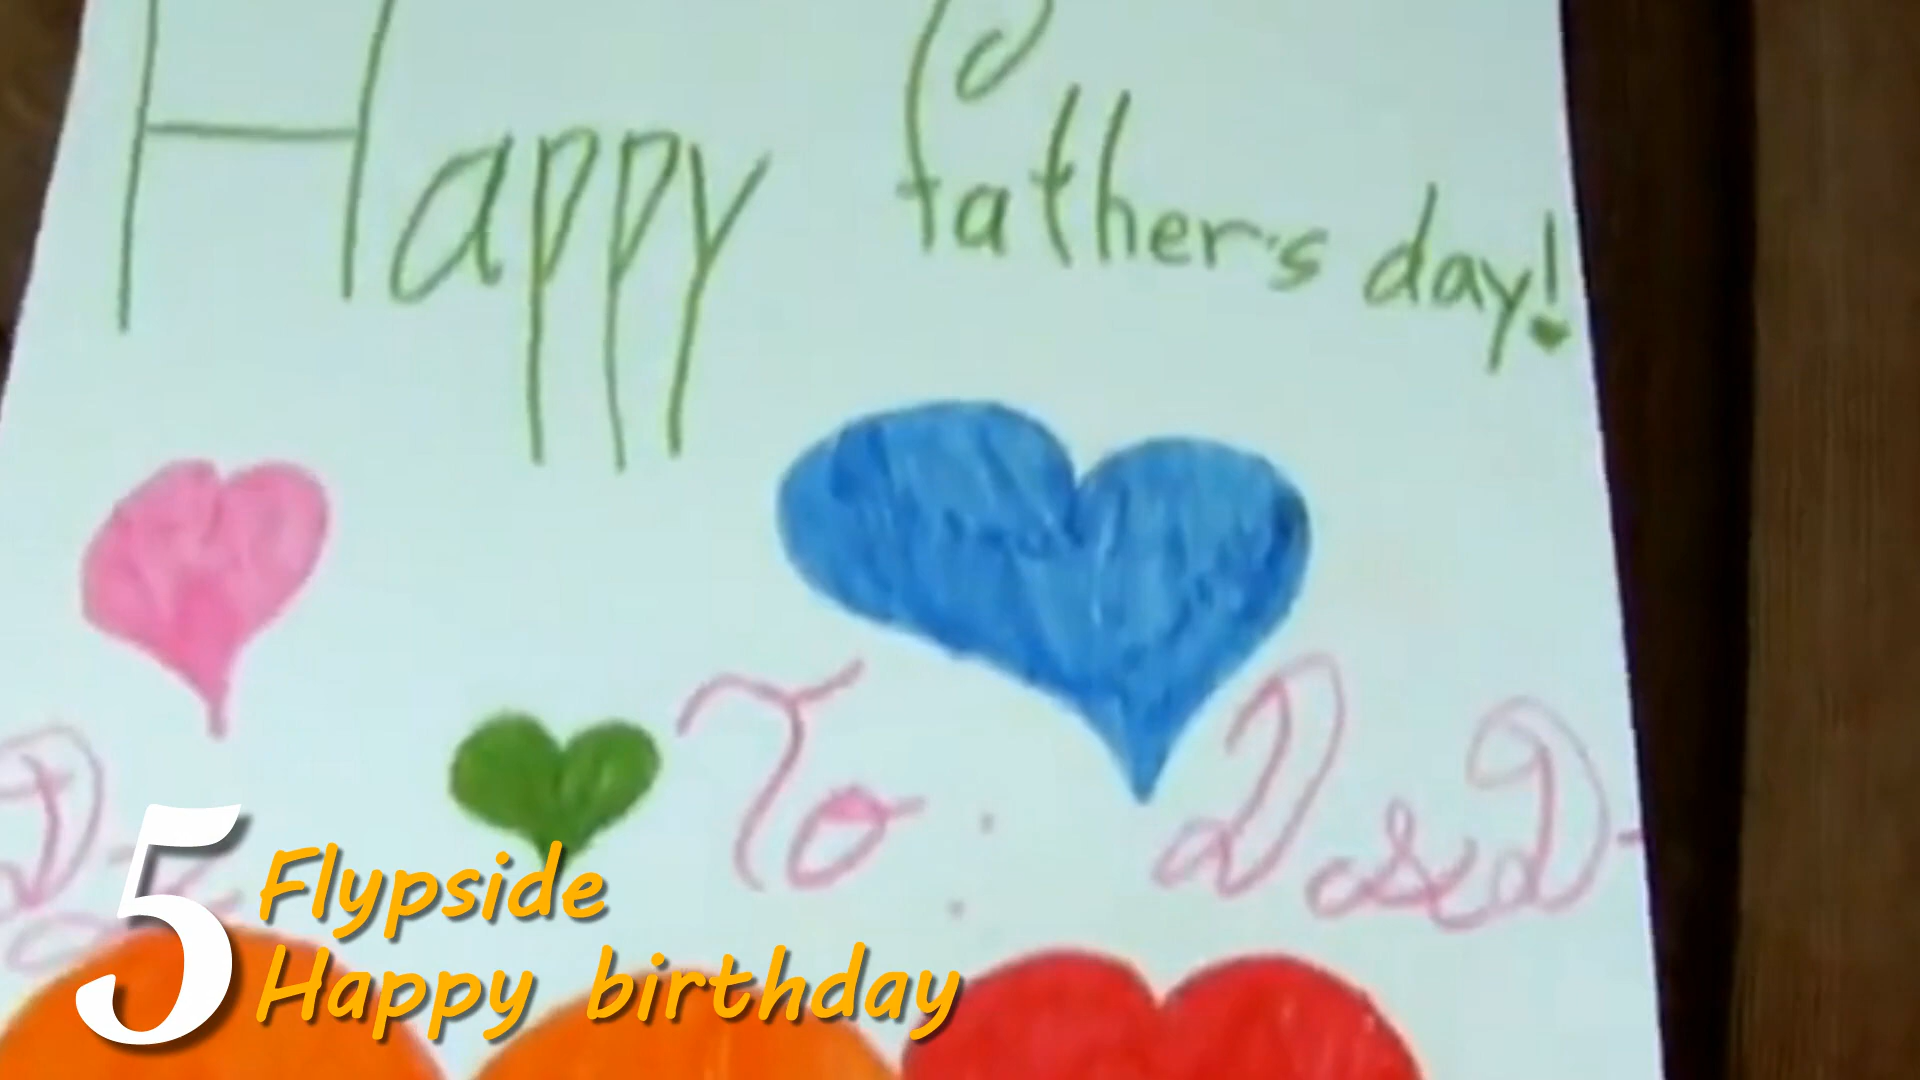 Happy father's day!
To: DaD
5
Flypside
Happy birthday